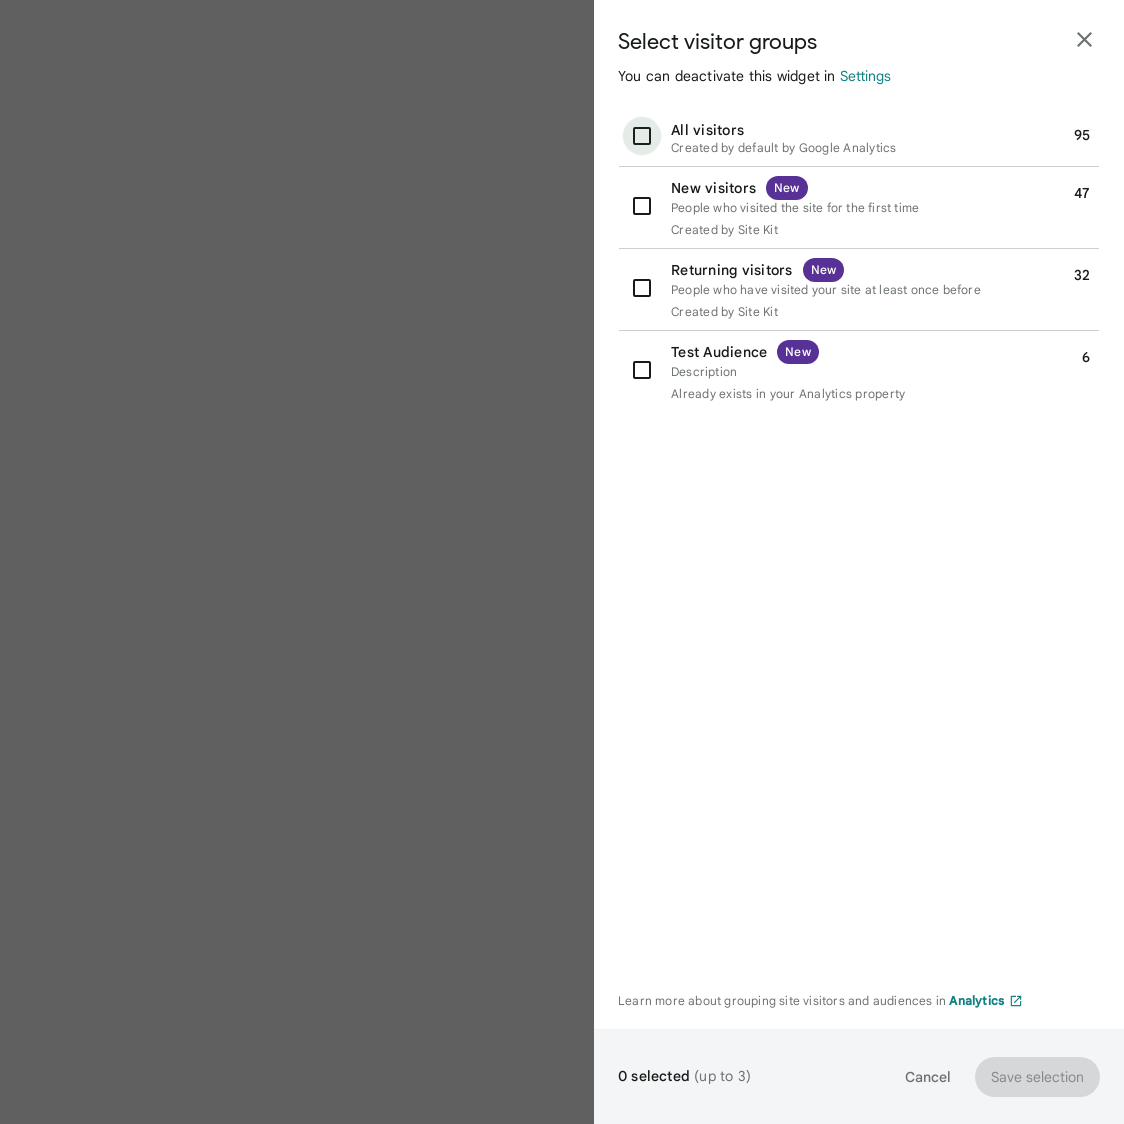 Select visitor groups
You can deactivate this widget in Settings
All visitors 95
Created by default by Google Analytics
New visitors New 47
People who visited the site for the first time
Created by Site Kit
Returning visitors New 32
People who have visited your site at least once before
Created by Site Kit
Test Audience New 6
Description
Already exists in your Analytics property
Learn more about grouping site visitors and audiences in Analytics
0 selected (up to 3) Cancel Save selection